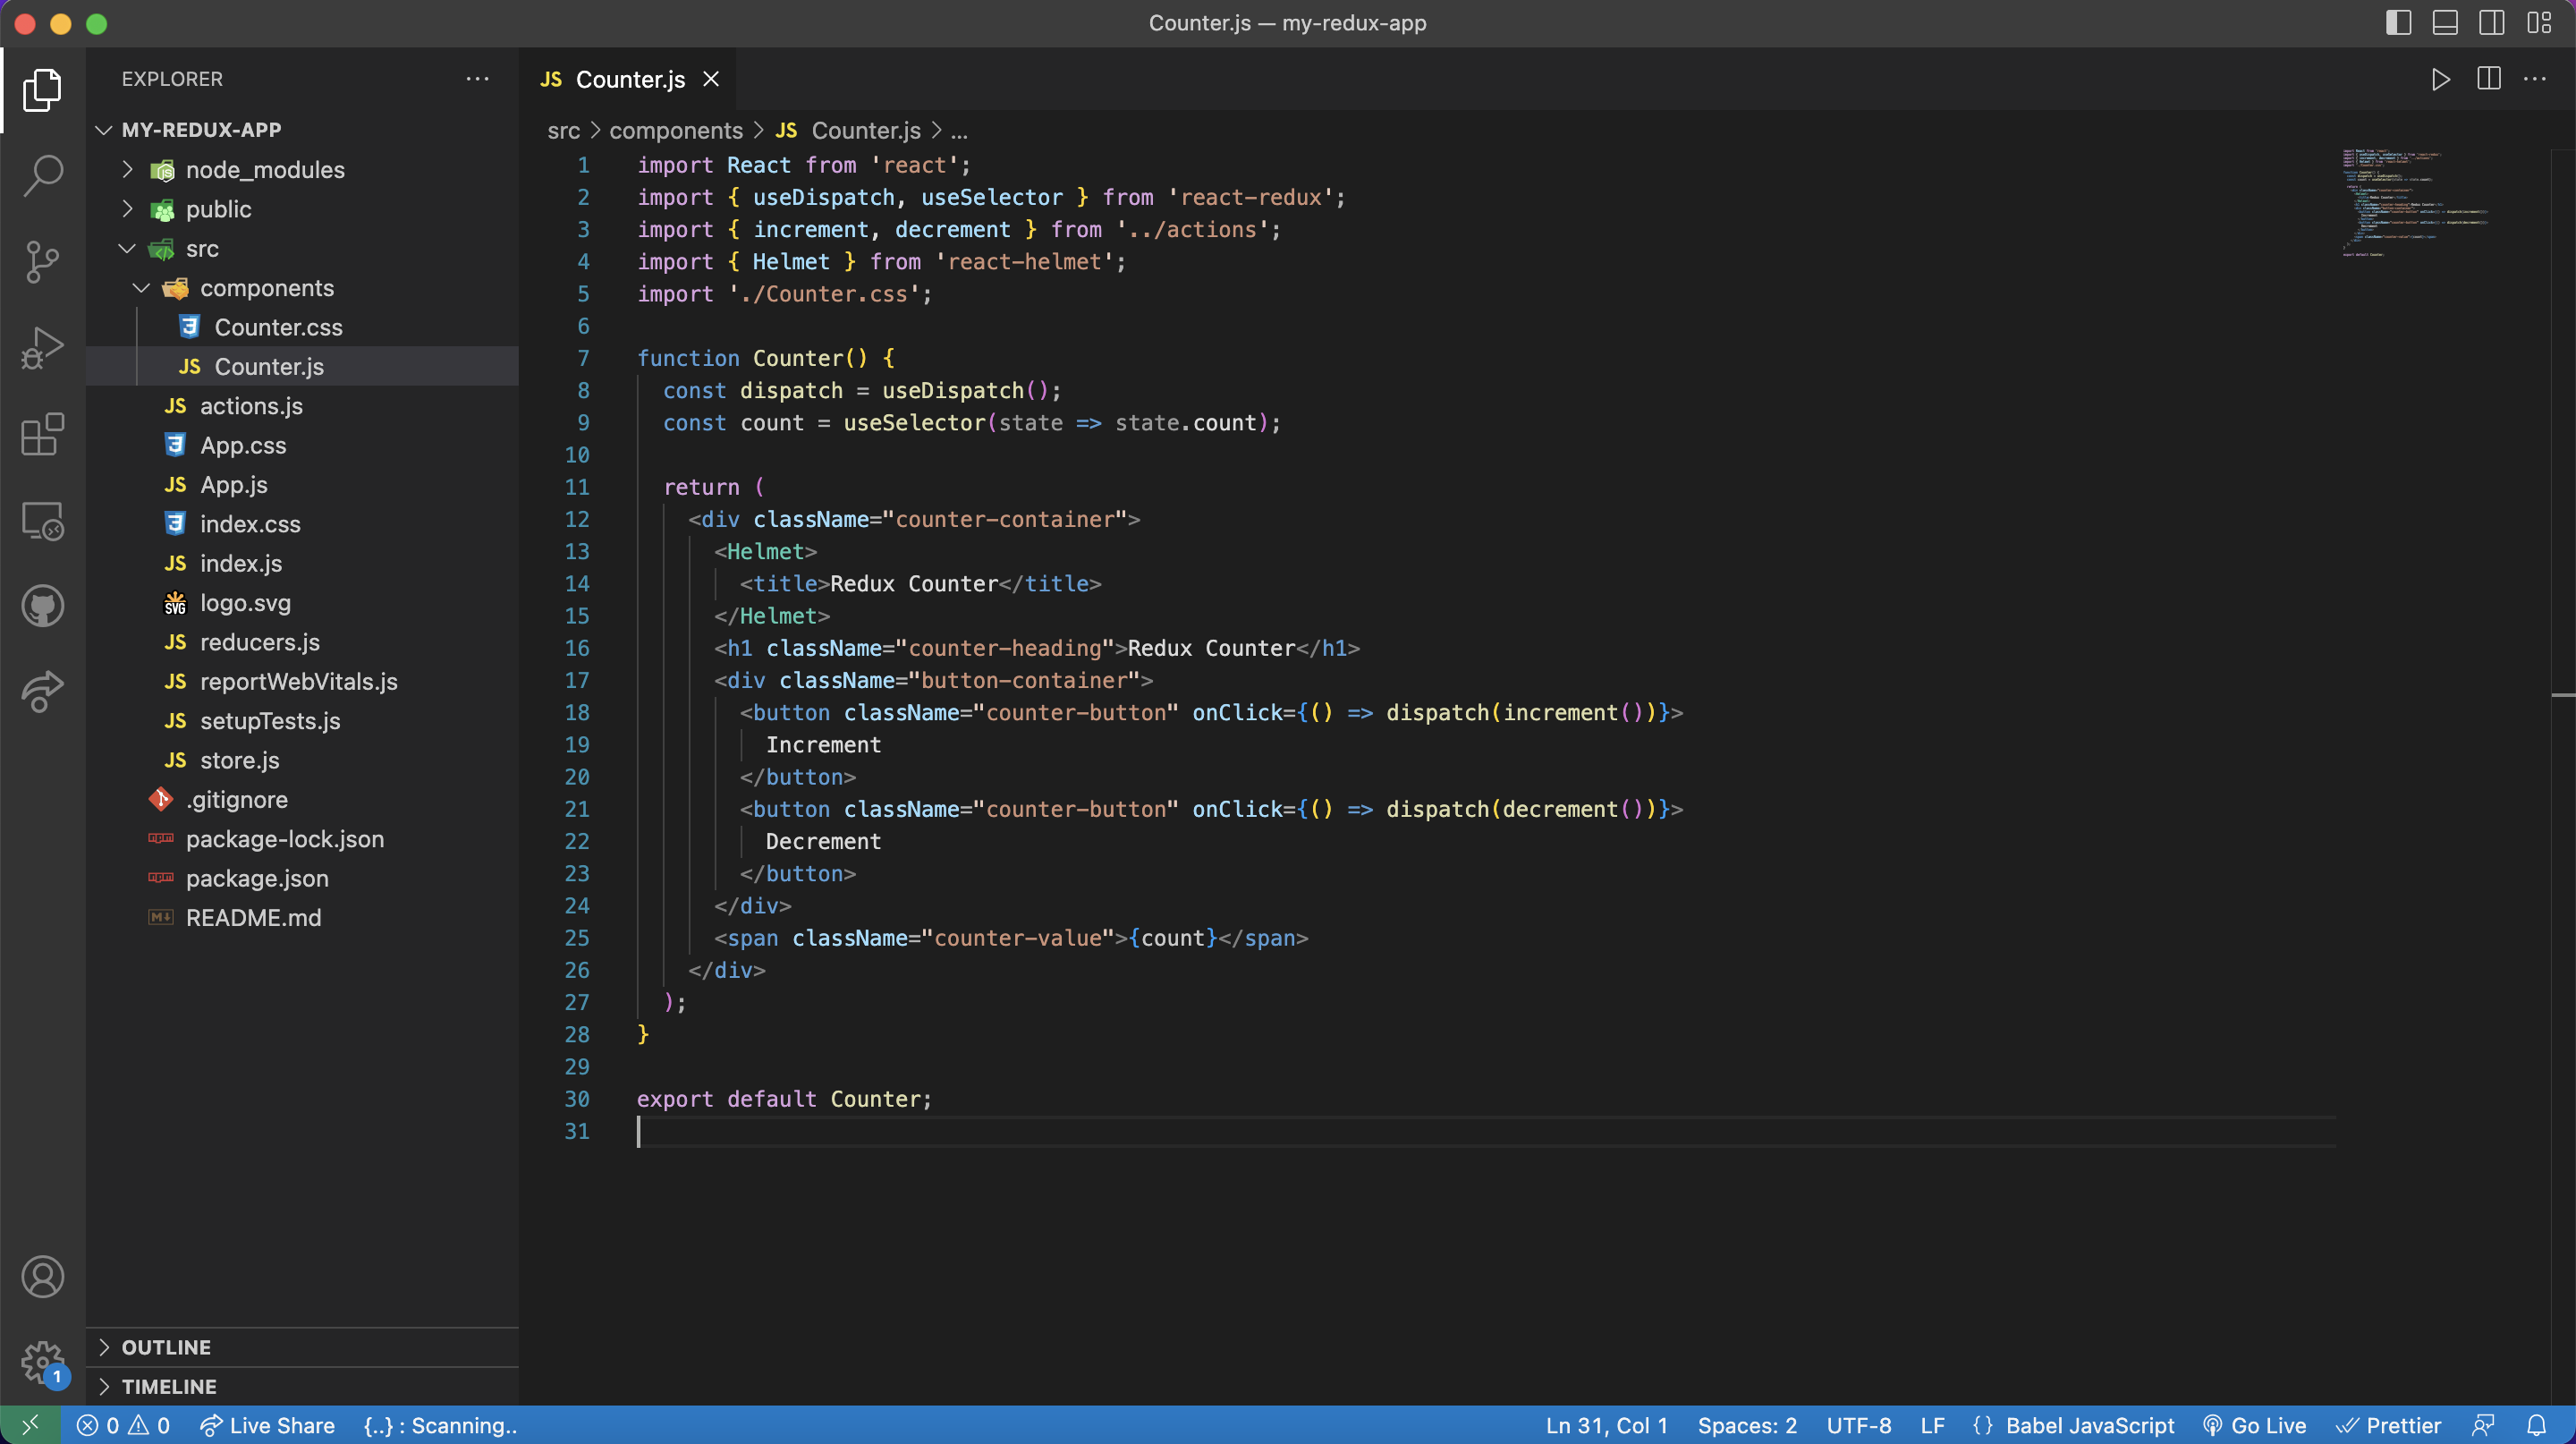 Counter.js — my-redux-app
EXPLORER
MY-REDUX-APP
node_modules
public
src
components
Counter.css
JS Counter.js
JS actions.js
App.css
JS App.js
index.css
JS index.js
SVG logo.svg
JS reducers.js
JS reportWebVitals.js
JS setupTests.js
JS store.js
.gitignore
package-lock.json
package.json
README.md
OUTLINE
1
TIMELINE
JS Counter.js
src > components > JS Counter.js > ...
1 import React from 'react';
2 import { useDispatch, useSelector } from 'react-redux';
3 import { increment, decrement } from '../actions';
4 import { Helmet } from 'react-helmet';
5 import './Counter.css';
6
7 function Counter() {
8   const dispatch = useDispatch();
9   const count = useSelector(state => state.count);
10
11   return (
12     <div className="counter-container">
13       <Helmet>
14         <title>Redux Counter</title>
15       </Helmet>
16       <h1 className="counter-heading">Redux Counter</h1>
17       <div className="button-container">
18         <button className="counter-button" onClick={() => dispatch(increment())}>
19           Increment
20         </button>
21         <button className="counter-button" onClick={() => dispatch(decrement())}>
22           Decrement
23         </button>
24       </div>
25       <span className="counter-value">{count}</span>
26     </div>
27   );
28 }
29
30 export default Counter;
31
0 0 Live Share {..} : Scanning.. Ln 31, Col 1 Spaces: 2 UTF-8 LF {} Babel JavaScript Go Live Prettier